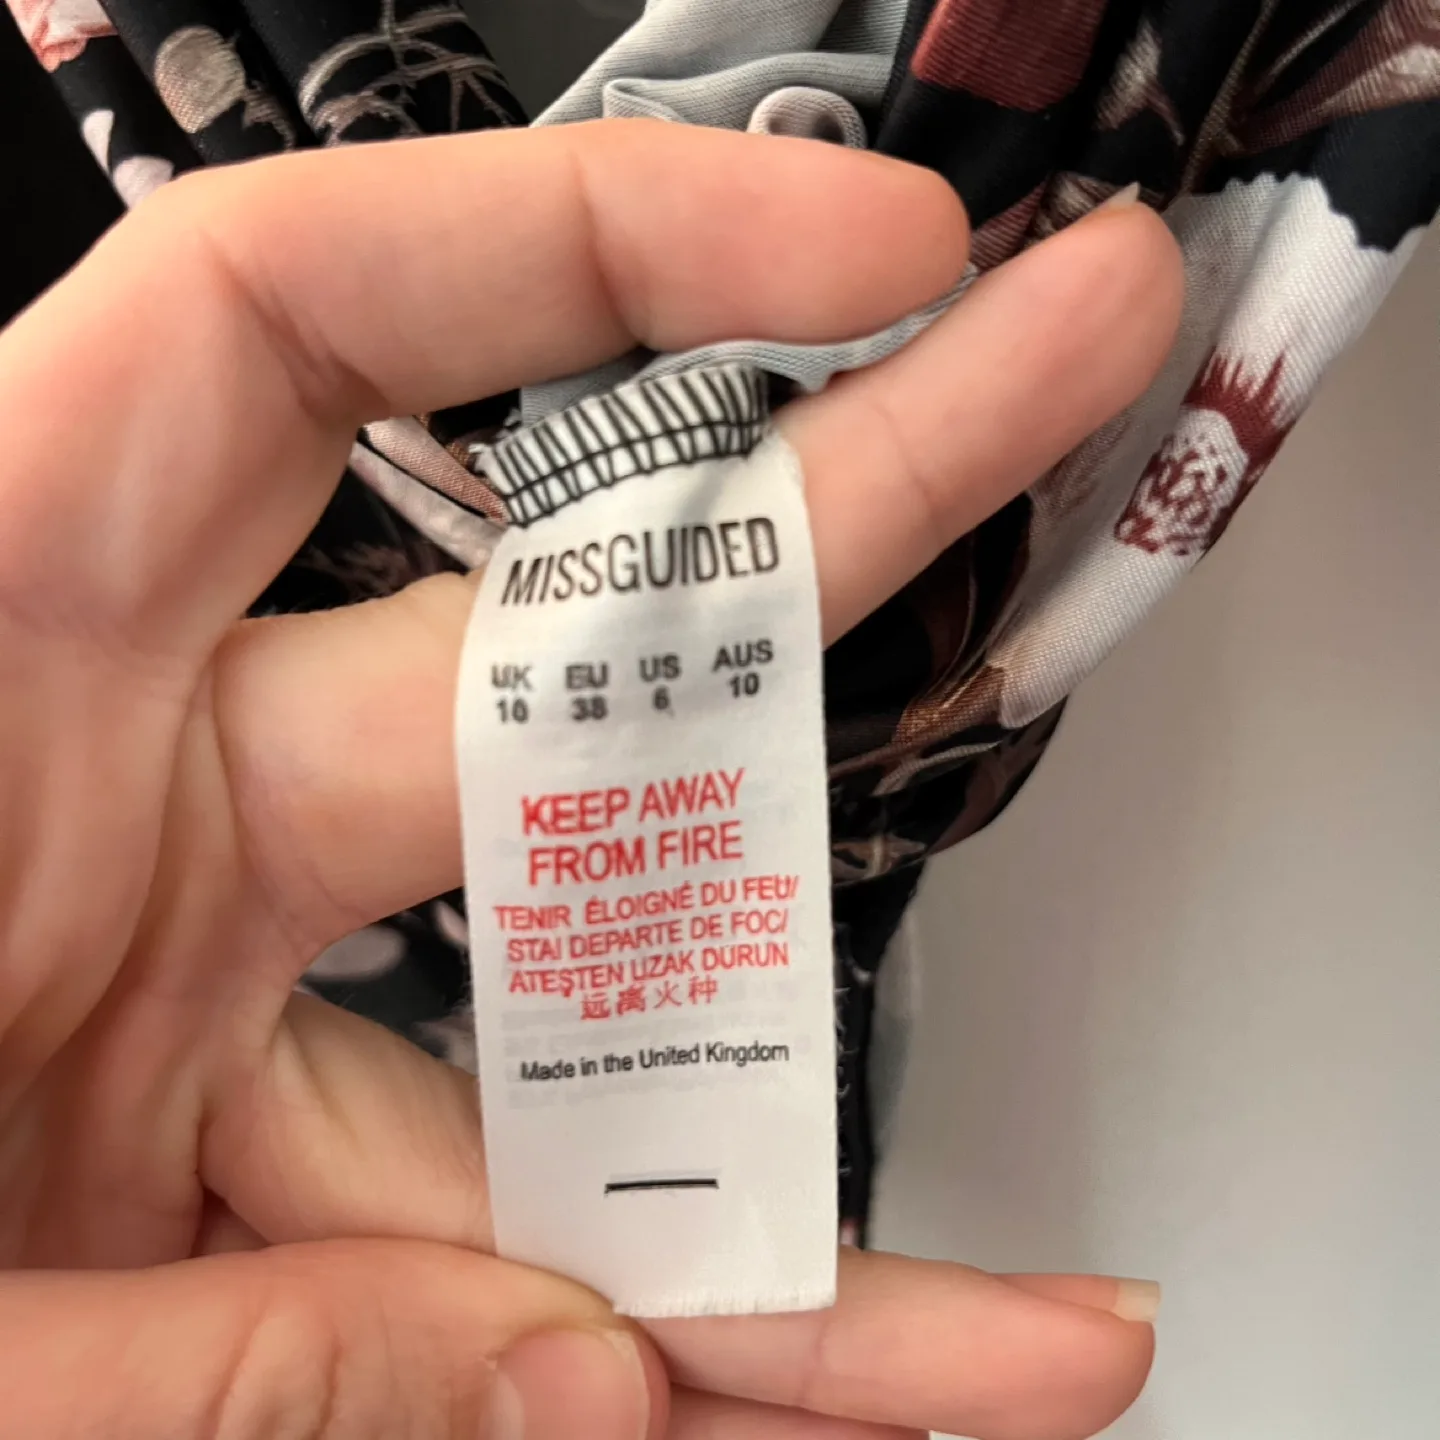 MISSGUIDED
UK EU US AUS
10 38 6 10
KEEP AWAY
FROM FIRE
TENIR ÉLOIGNÉ DU FEU/
STAI DEPARTE DE FOC/
ATEŞTEN UZAK DURUN
远离火种
Made in the United Kingdom